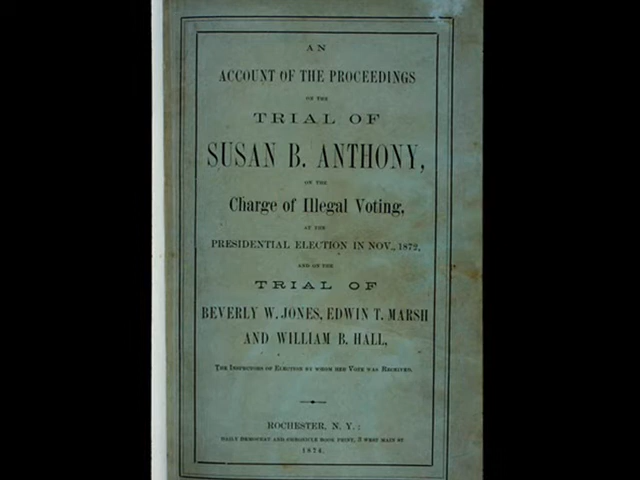 AN
ACCOUNT OF THE PROCEEDINGS
ON THE
TRIAL OF
SUSAN B. ANTHONY,
ON THE
Charge of Illegal Voting,
AT THE
PRESIDENTIAL ELECTION IN NOV., 1872,
AND ON THE
TRIAL OF
BEVERLY W. JONES, EDWIN T. MARSH
AND WILLIAM B. HALL,
THE INSPECTORS OF ELECTION BY WHOM HER VOTE WAS RECEIVED.
ROCHESTER, N. Y.:
DAILY DEMOCRAT AND CHRONICLE BOOK PRINT, 3 WEST MAIN ST.
1874.